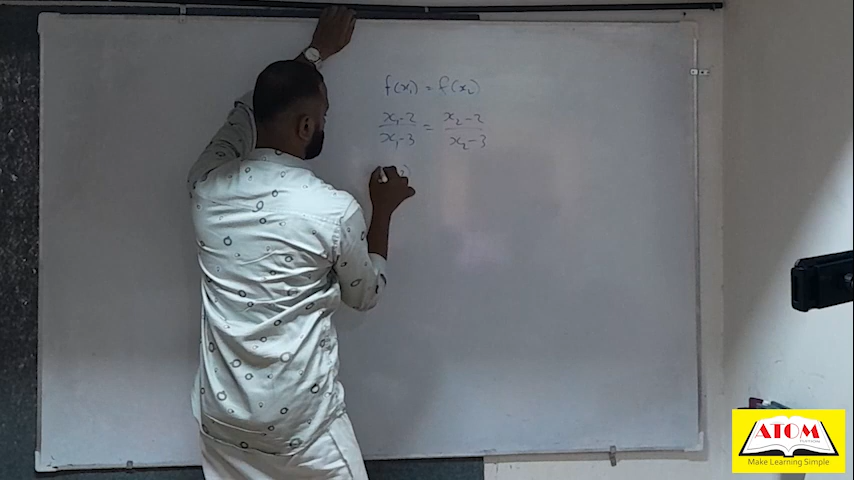 f(x₁) = f(x₂)
x₁-2 / x₁-3 = x₂-2 / x₂-3
ATOM
Make Learning Simple